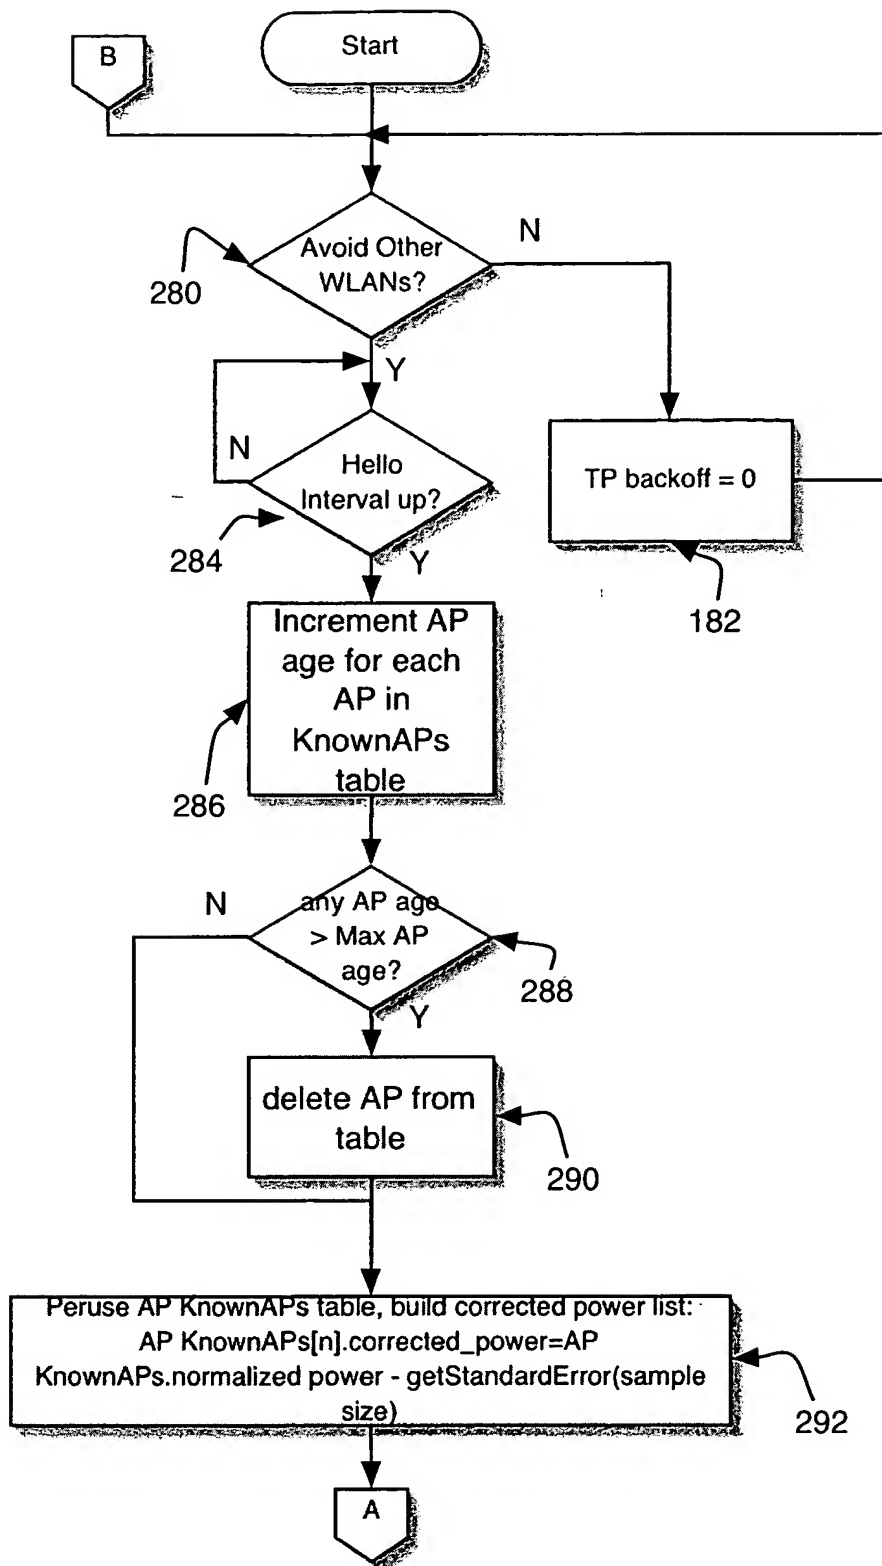 B
Start
Avoid Other
WLANs?
N
280
Y
N
Hello
Interval up?
TP backoff = 0
284
Y
182
Increment AP
age for each
AP in
KnownAPs
table
286
N
any AP age
> Max AP
age?
288
Y
delete AP from
table
290
Peruse AP KnownAPs table, build corrected power list:
AP KnownAPs[n].corrected_power=AP
KnownAPs.normalized power - getStandardError(sample
size)
292
A